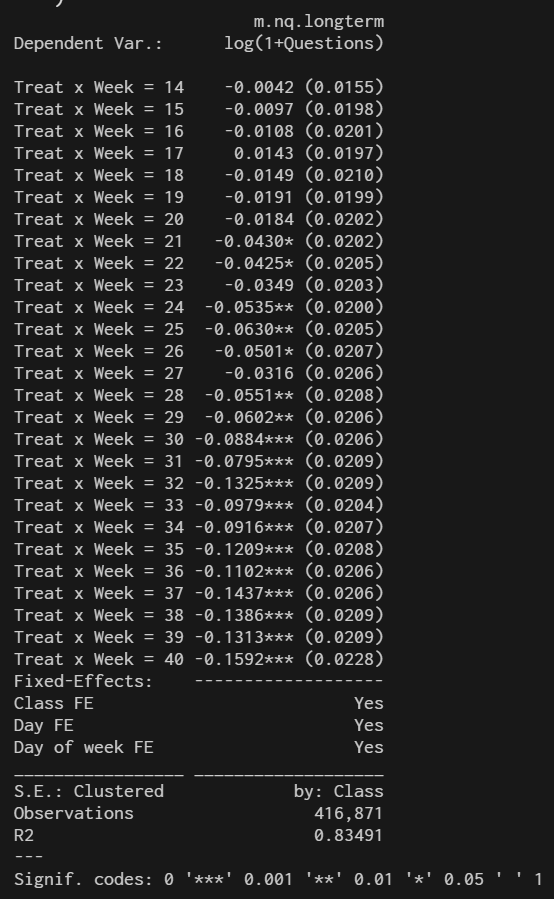 )
m.nq.longterm
Dependent Var.: log(1+Questions)
Treat x Week = 14 -0.0042 (0.0155)
Treat x Week = 15 -0.0097 (0.0198)
Treat x Week = 16 -0.0108 (0.0201)
Treat x Week = 17 0.0143 (0.0197)
Treat x Week = 18 -0.0149 (0.0210)
Treat x Week = 19 -0.0191 (0.0199)
Treat x Week = 20 -0.0184 (0.0202)
Treat x Week = 21 -0.0430* (0.0202)
Treat x Week = 22 -0.0425* (0.0205)
Treat x Week = 23 -0.0349 (0.0203)
Treat x Week = 24 -0.0535** (0.0200)
Treat x Week = 25 -0.0630** (0.0205)
Treat x Week = 26 -0.0501* (0.0207)
Treat x Week = 27 -0.0316 (0.0206)
Treat x Week = 28 -0.0551** (0.0208)
Treat x Week = 29 -0.0602** (0.0206)
Treat x Week = 30 -0.0884*** (0.0206)
Treat x Week = 31 -0.0795*** (0.0209)
Treat x Week = 32 -0.1325*** (0.0209)
Treat x Week = 33 -0.0979*** (0.0204)
Treat x Week = 34 -0.0916*** (0.0207)
Treat x Week = 35 -0.1209*** (0.0208)
Treat x Week = 36 -0.1102*** (0.0206)
Treat x Week = 37 -0.1437*** (0.0206)
Treat x Week = 38 -0.1386*** (0.0209)
Treat x Week = 39 -0.1313*** (0.0209)
Treat x Week = 40 -0.1592*** (0.0228)
Fixed-Effects: -------------------
Class FE Yes
Day FE Yes
Day of week FE Yes
_________________ ___________________
S.E.: Clustered by: Class
Observations 416,871
R2 0.83491
---
Signif. codes: 0 '***' 0.001 '**' 0.01 '*' 0.05 ' ' 1